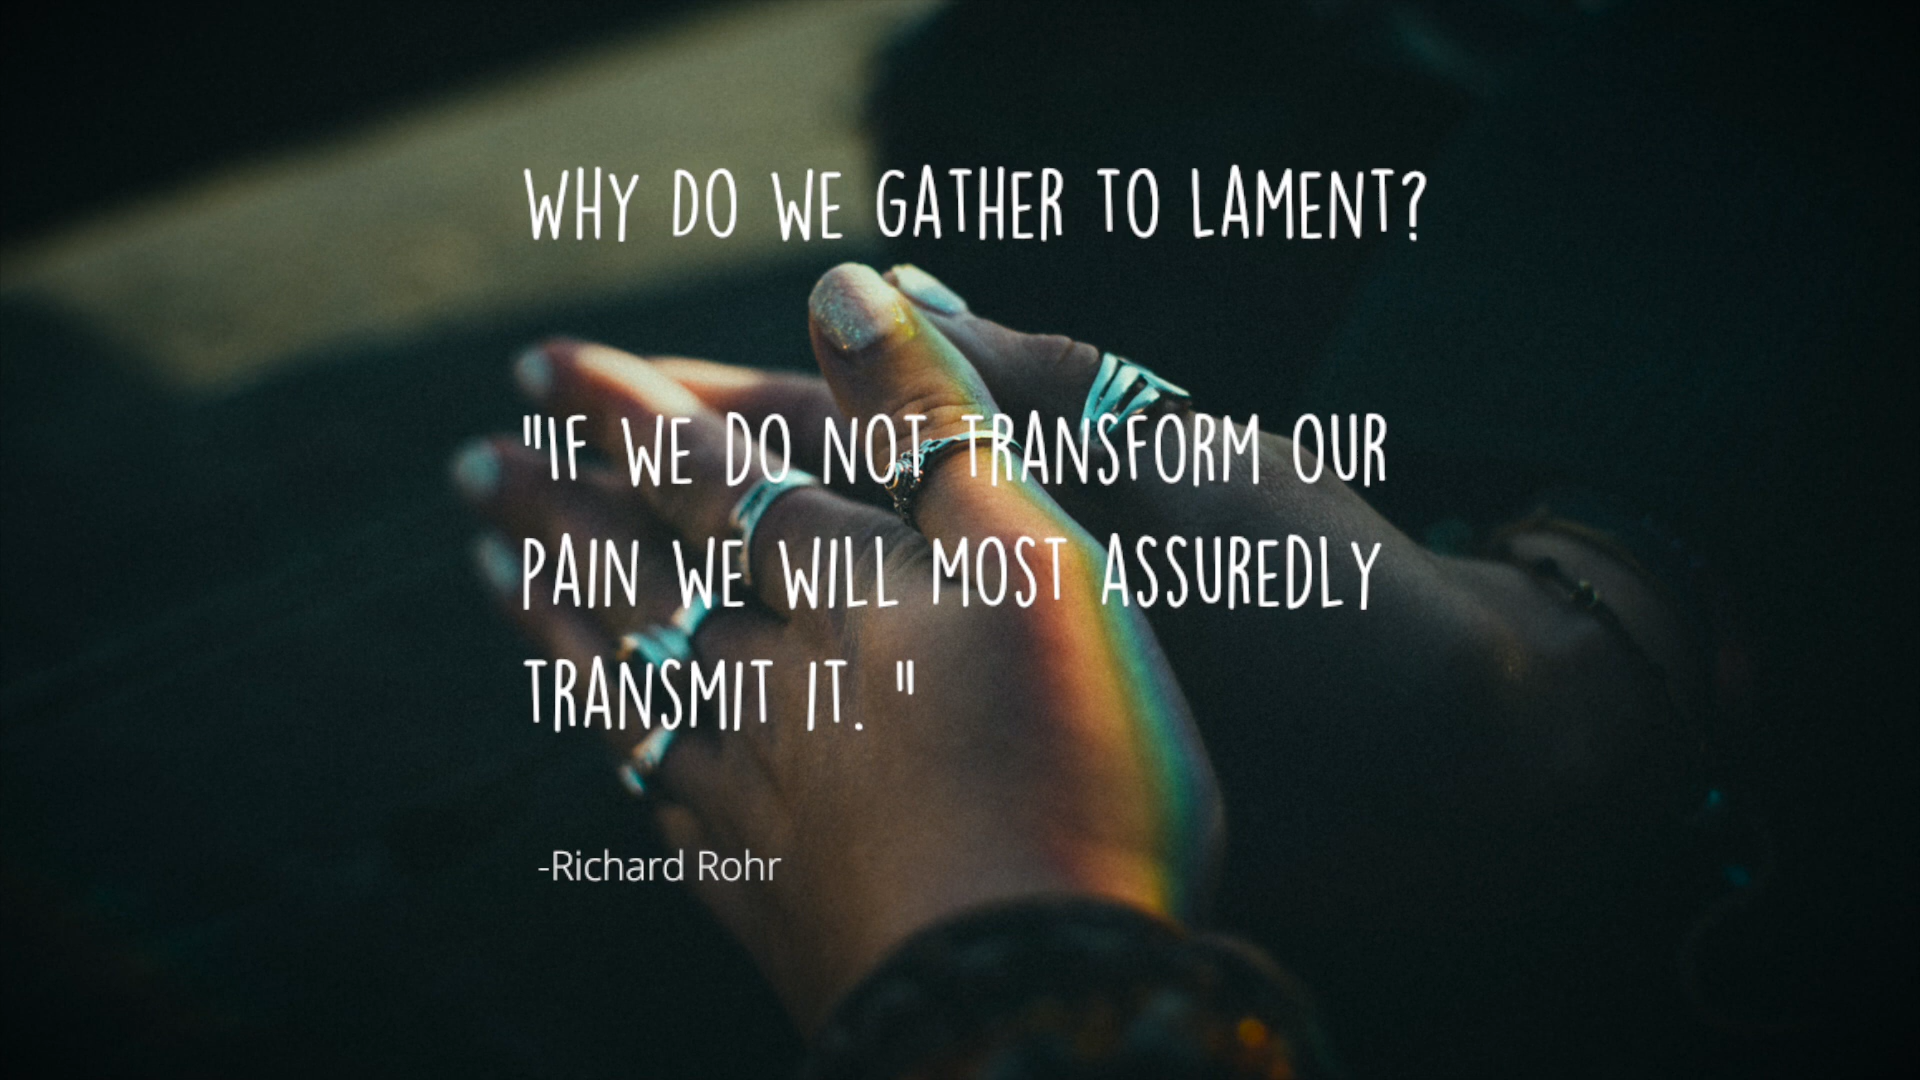 WHY DO WE GATHER TO LAMENT?
"IF WE DO NOT TRANSFORM OUR
PAIN WE WILL MOST ASSUREDLY
TRANSMIT IT. "
-Richard Rohr